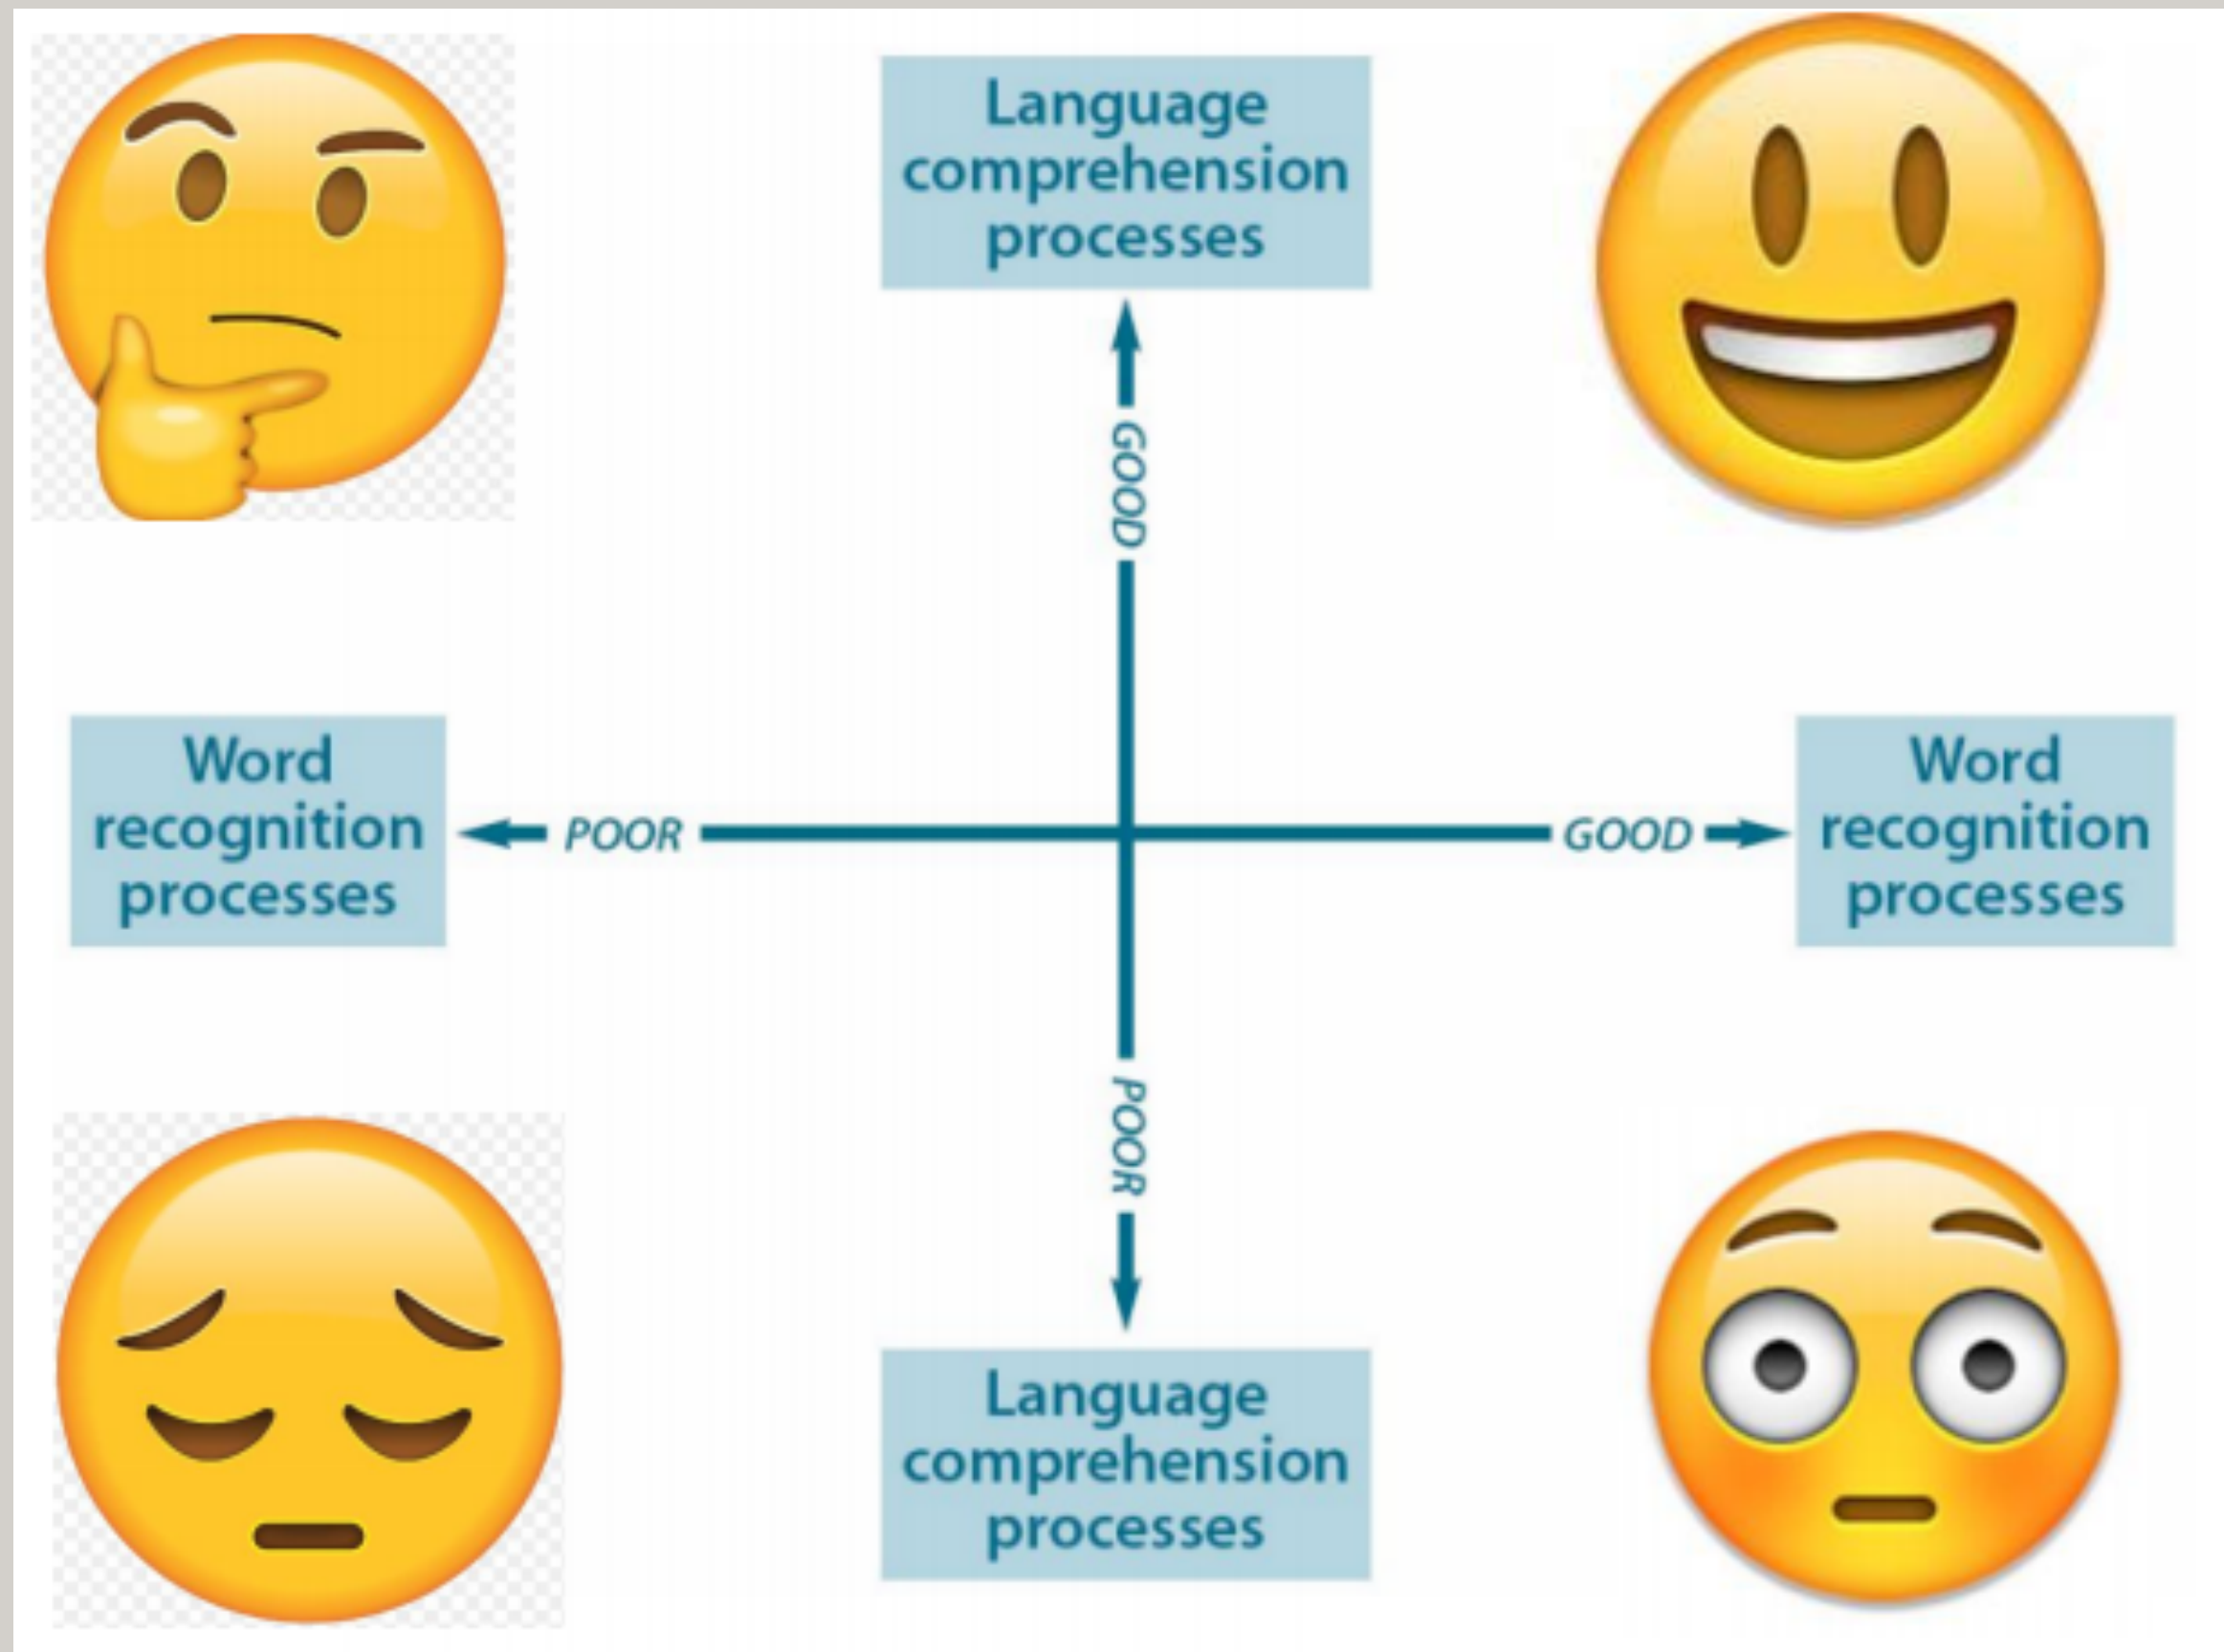 Language
comprehension
processes
GOOD
Word
recognition
processes
POOR
GOOD
Word
recognition
processes
POOR
Language
comprehension
processes